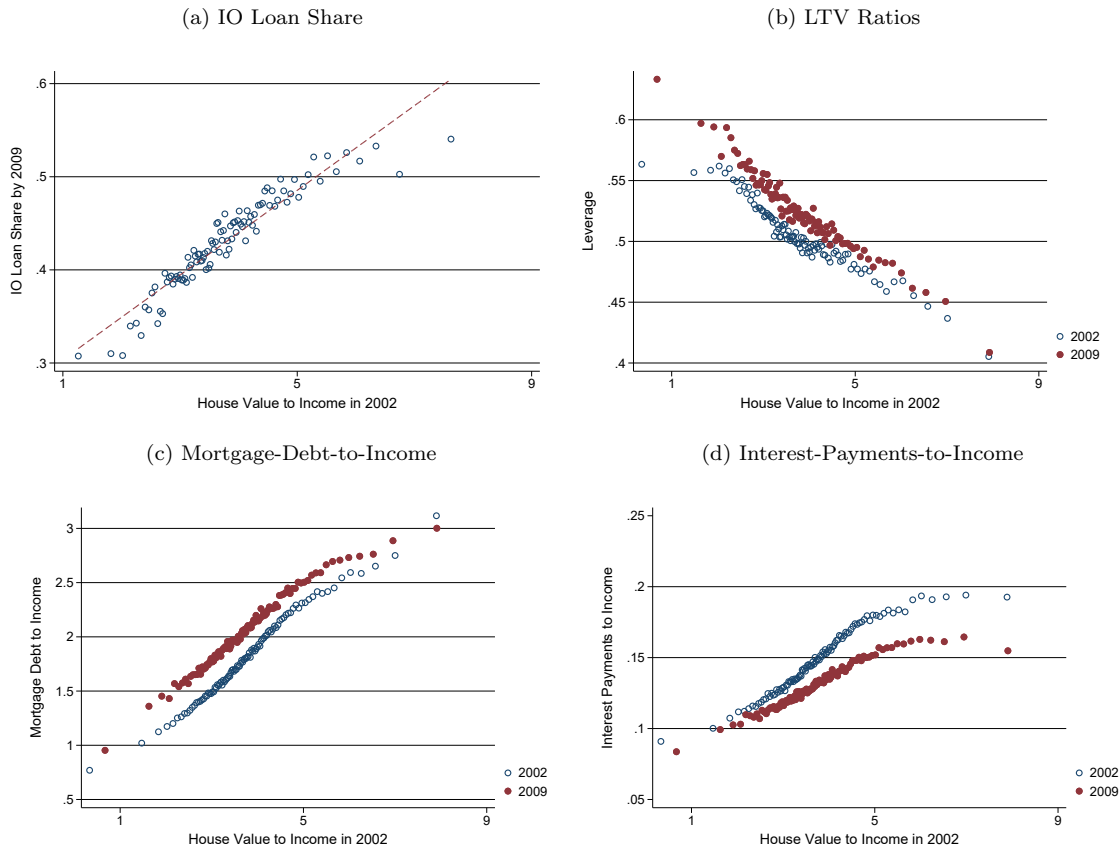 (a) IO Loan Share
.6
.5
.4
.3
IO Loan Share by 2009
1 5 9
House Value to Income in 2002
(b) LTV Ratios
.6
.55
.5
.45
.4
Leverage
1 5 9
House Value to Income in 2002
2002
2009
(c) Mortgage-Debt-to-Income
3
2.5
2
1.5
1
.5
Mortgage Debt to Income
1 5 9
House Value to Income in 2002
2002
2009
(d) Interest-Payments-to-Income
.25
.2
.15
.1
.05
Interest Payments to Income
1 5 9
House Value to Income in 2002
2002
2009